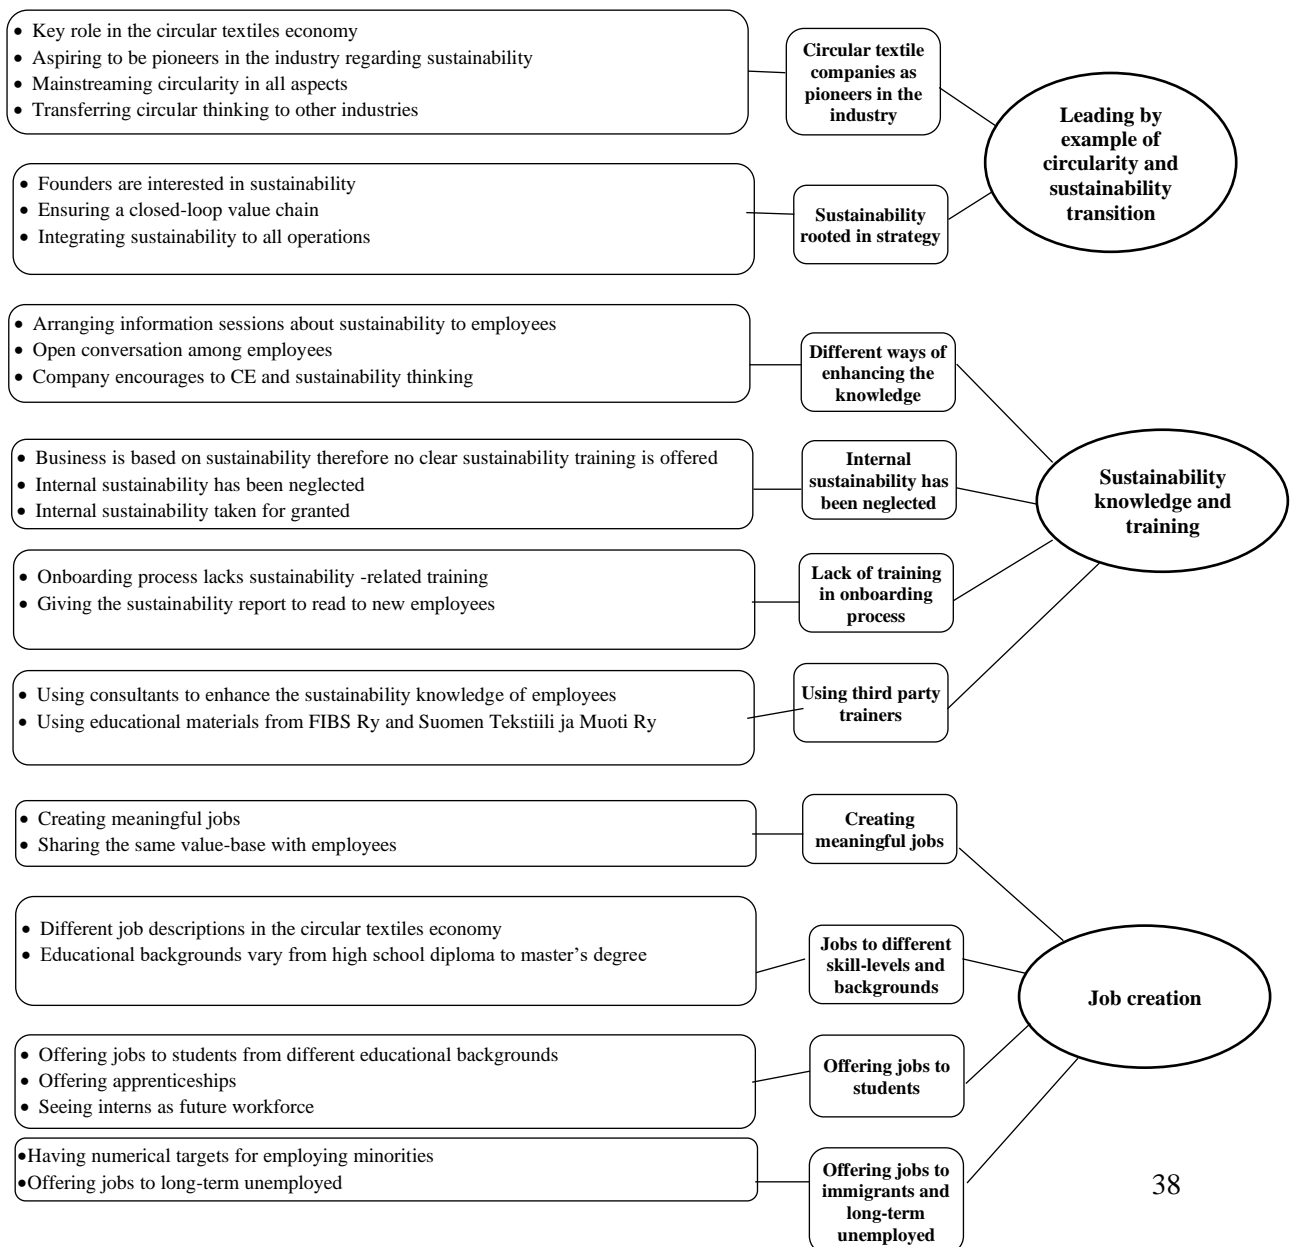 • Key role in the circular textiles economy
• Aspiring to be pioneers in the industry regarding sustainability
• Mainstreaming circularity in all aspects
• Transferring circular thinking to other industries
Circular textile
companies as
pioneers in the
industry
Leading by
example of
circularity and
sustainability
transition
• Founders are interested in sustainability
• Ensuring a closed-loop value chain
• Integrating sustainability to all operations
Sustainability
rooted in strategy
• Arranging information sessions about sustainability to employees
• Open conversation among employees
• Company encourages to CE and sustainability thinking
Different ways of
enhancing the
knowledge
• Business is based on sustainability therefore no clear sustainability training is offered
• Internal sustainability has been neglected
• Internal sustainability taken for granted
Internal
sustainability has
been neglected
Sustainability
knowledge and
training
• Onboarding process lacks sustainability -related training
• Giving the sustainability report to read to new employees
Lack of training
in onboarding
process
• Using consultants to enhance the sustainability knowledge of employees
• Using educational materials from FIBS Ry and Suomen Tekstiili ja Muoti Ry
Using third party
trainers
• Creating meaningful jobs
• Sharing the same value-base with employees
Creating
meaningful jobs
• Different job descriptions in the circular textiles economy
• Educational backgrounds vary from high school diploma to master’s degree
Jobs to different
skill-levels and
backgrounds
Job creation
• Offering jobs to students from different educational backgrounds
• Offering apprenticeships
• Seeing interns as future workforce
Offering jobs to
students
•Having numerical targets for employing minorities
•Offering jobs to long-term unemployed
Offering jobs to
immigrants and
long-term
unemployed
38